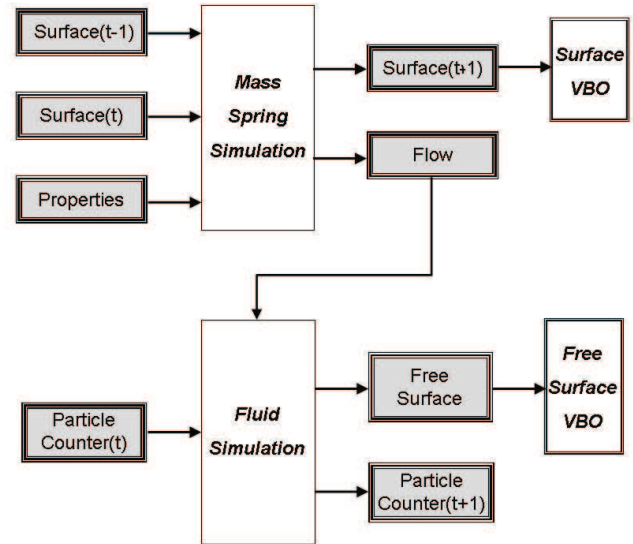 Surface(t-1)
Surface(t)
Properties
Mass
Spring
Simulation
Surface(t+1)
Flow
Surface
VBO
Particle
Counter(t)
Fluid
Simulation
Free
Surface
Particle
Counter(t+1)
Free
Surface
VBO